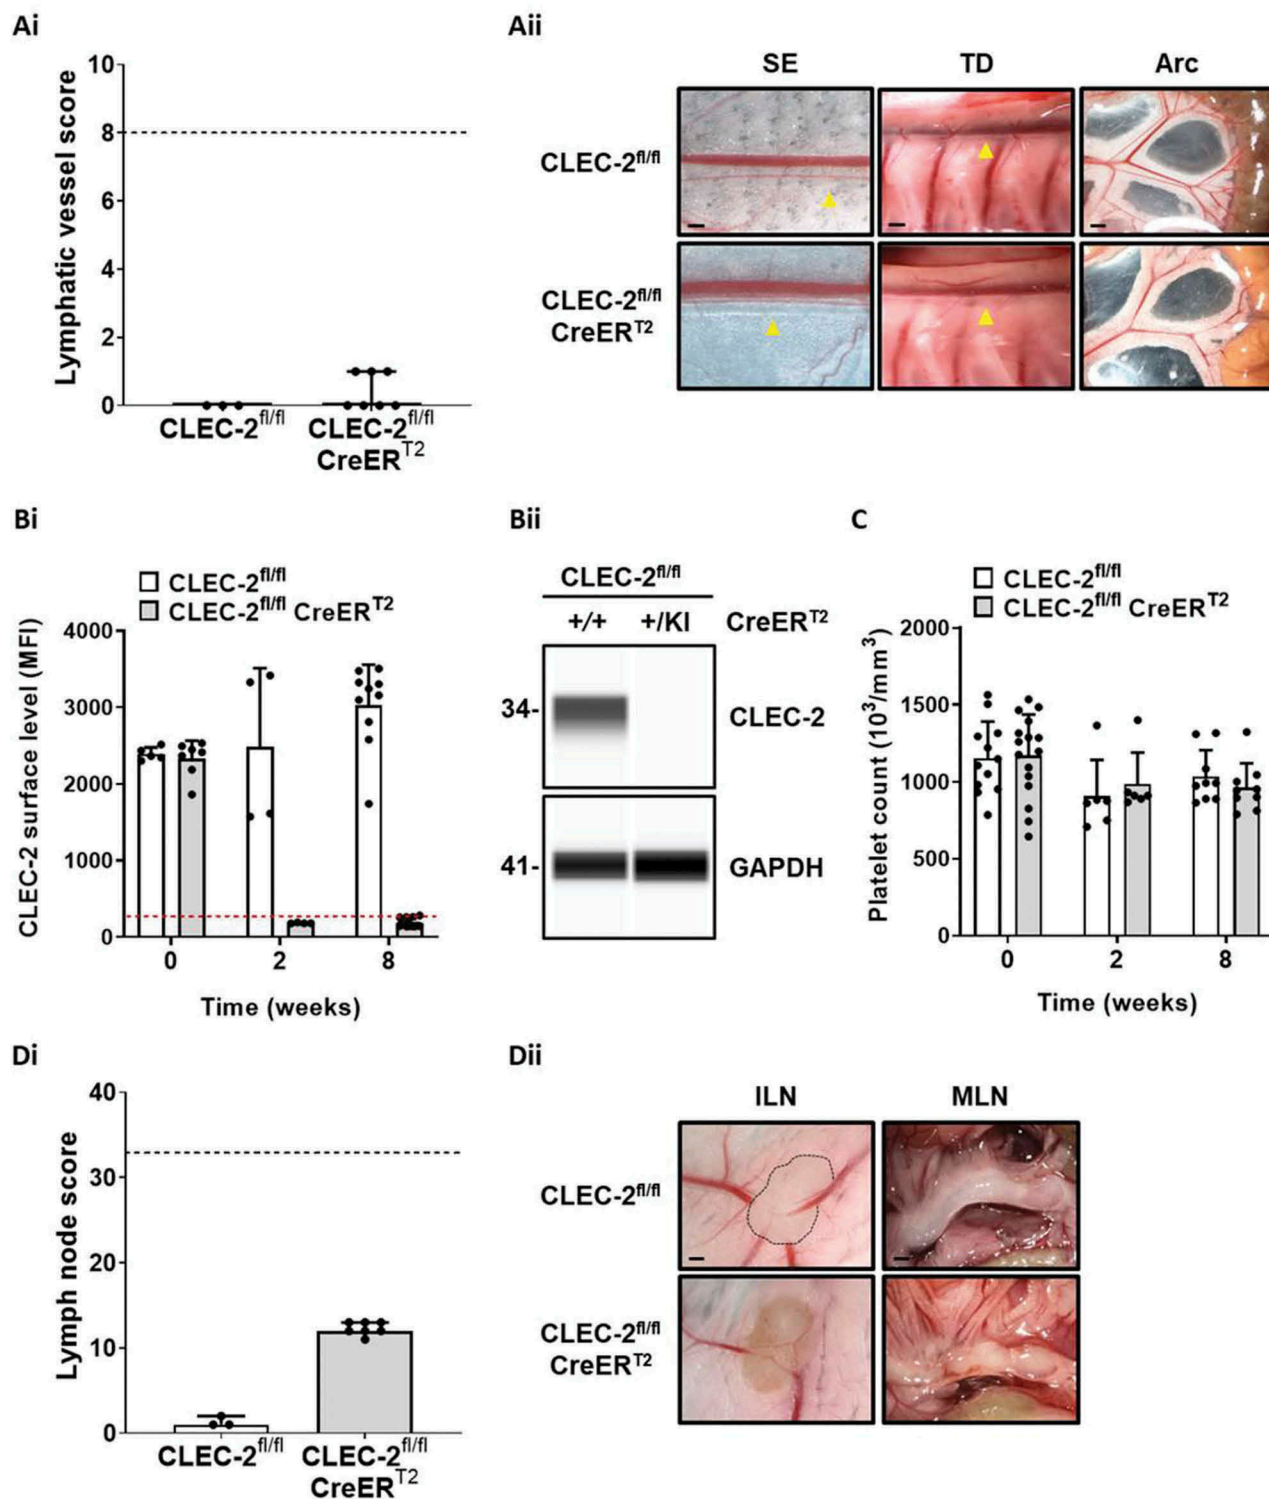 Ai
Lymphatic vessel score
10
8
6
4
2
0
CLEC-2fl/fl
CLEC-2fl/fl
CreERT2
Aii
SE
TD
Arc
CLEC-2fl/fl
CLEC-2fl/fl
CreERT2
Bi
CLEC-2fl/fl
CLEC-2fl/fl CreERT2
CLEC-2 surface level (MFI)
4000
3000
2000
1000
0
0
2
8
Time (weeks)
Bii
CLEC-2fl/fl
+/+
+/KI
CreERT2
34-
CLEC-2
41-
GAPDH
C
CLEC-2fl/fl
CLEC-2fl/fl CreERT2
Platelet count (103/mm3)
2000
1500
1000
500
0
0
2
8
Time (weeks)
Di
Lymph node score
40
30
20
10
0
CLEC-2fl/fl
CLEC-2fl/fl
CreERT2
Dii
ILN
MLN
CLEC-2fl/fl
CLEC-2fl/fl
CreERT2